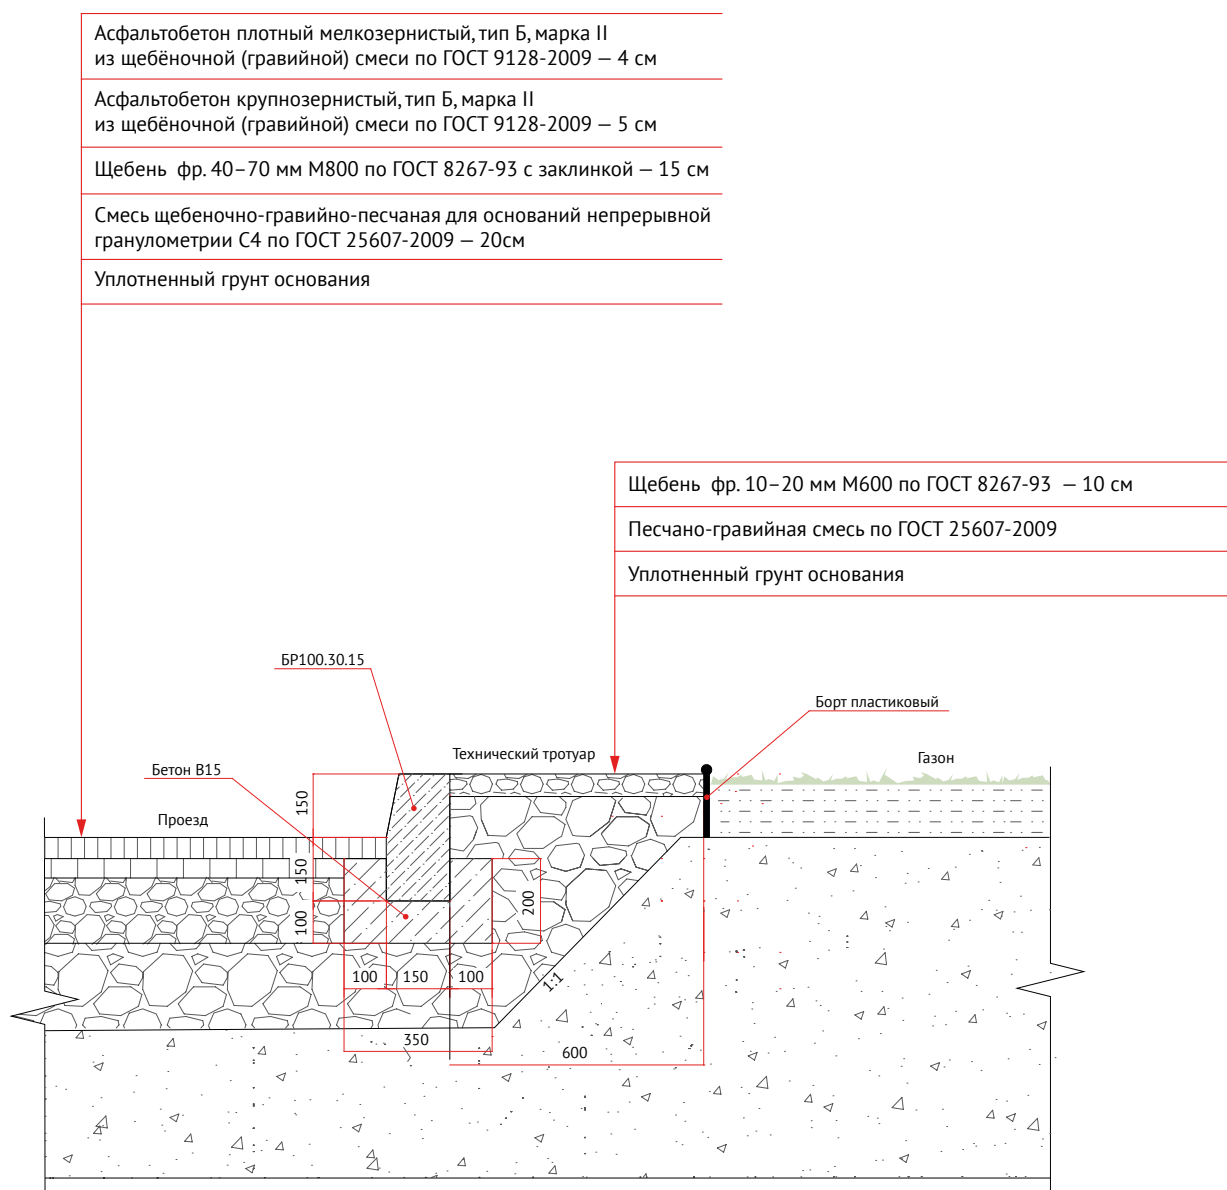 Асфальтобетон плотный мелкозернистый, тип Б, марка II
из щебёночной (гравийной) смеси по ГОСТ 9128-2009 — 4 см
Асфальтобетон крупнозернистый, тип Б, марка II
из щебёночной (гравийной) смеси по ГОСТ 9128-2009 — 5 см
Щебень фр. 40–70 мм М800 по ГОСТ 8267-93 с заклинкой — 15 см
Смесь щебеночно-гравийно-песчаная для оснований непрерывной
гранулометрии С4 по ГОСТ 25607-2009 — 20см
Уплотненный грунт основания
Щебень фр. 10–20 мм М600 по ГОСТ 8267-93 — 10 см
Песчано-гравийная смесь по ГОСТ 25607-2009
Уплотненный грунт основания
БР100.30.15
Борт пластиковый
Технический тротуар
Газон
Бетон В15
Проезд
150
150
100
200
100
150
100
1:1
350
600